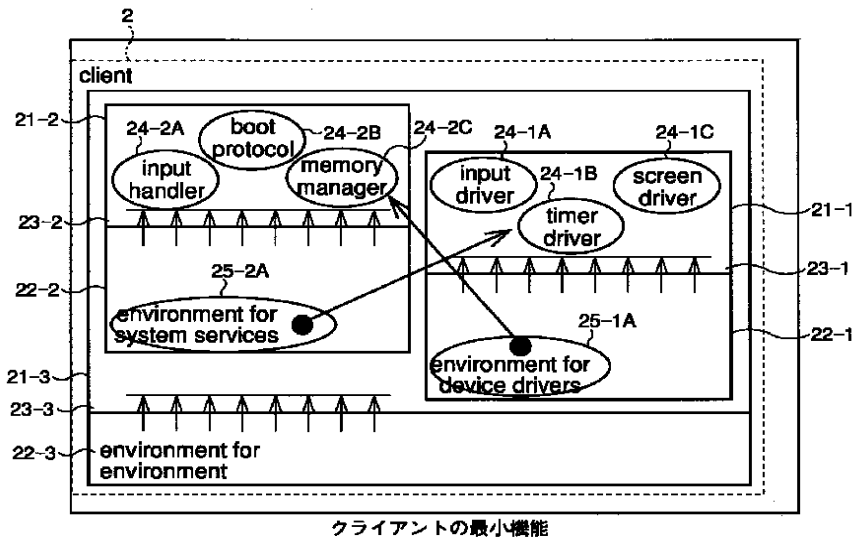 2
client
21-2
24-2A
boot
protocol
24-2B
24-2C
input
handler
memory
manager
24-1A
24-1C
input
driver
24-1B
screen
driver
timer
driver
21-1
23-2
23-1
22-2
25-2A
environment for
system services
25-1A
environment for
device drivers
22-1
21-3
23-3
22-3
environment for
environment
クライアントの最小機能